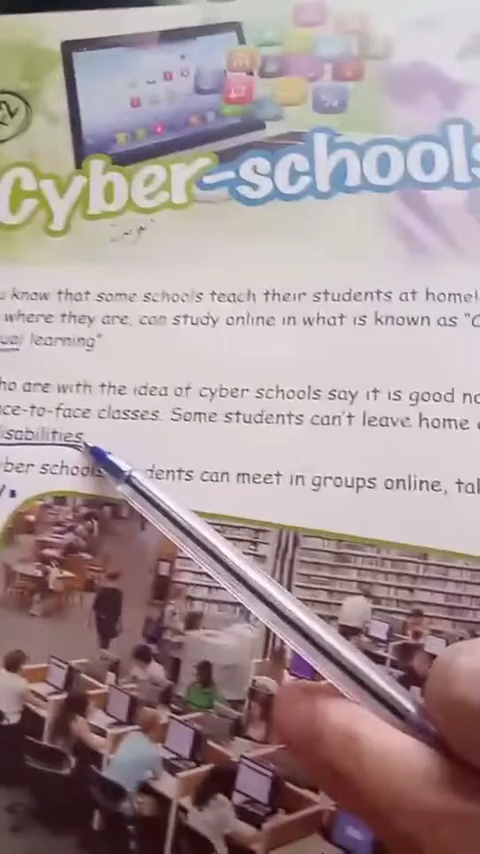 Cyber-schools
know that some schools teach their students at home!
where they are, can study online in what is known as "C
ual learning"
ho are with the idea of cyber schools say it is good no
ace-to-face classes. Some students can't leave home
isabilities.
ber schools dents can meet in groups online, tal